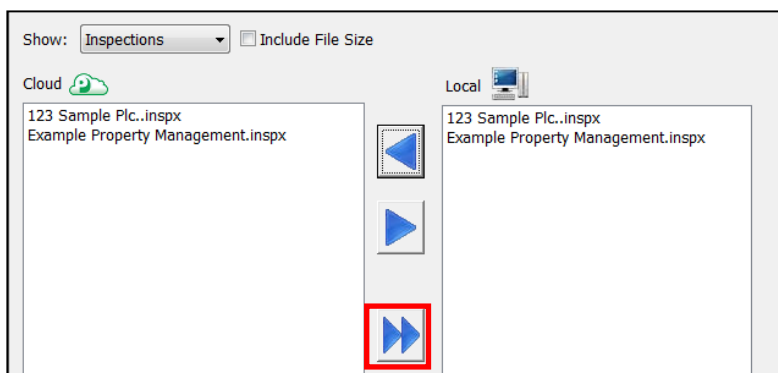 Show: Inspections Include File Size
Cloud
Local
123 Sample Plc..inspx
Example Property Management.inspx
123 Sample Plc..inspx
Example Property Management.inspx